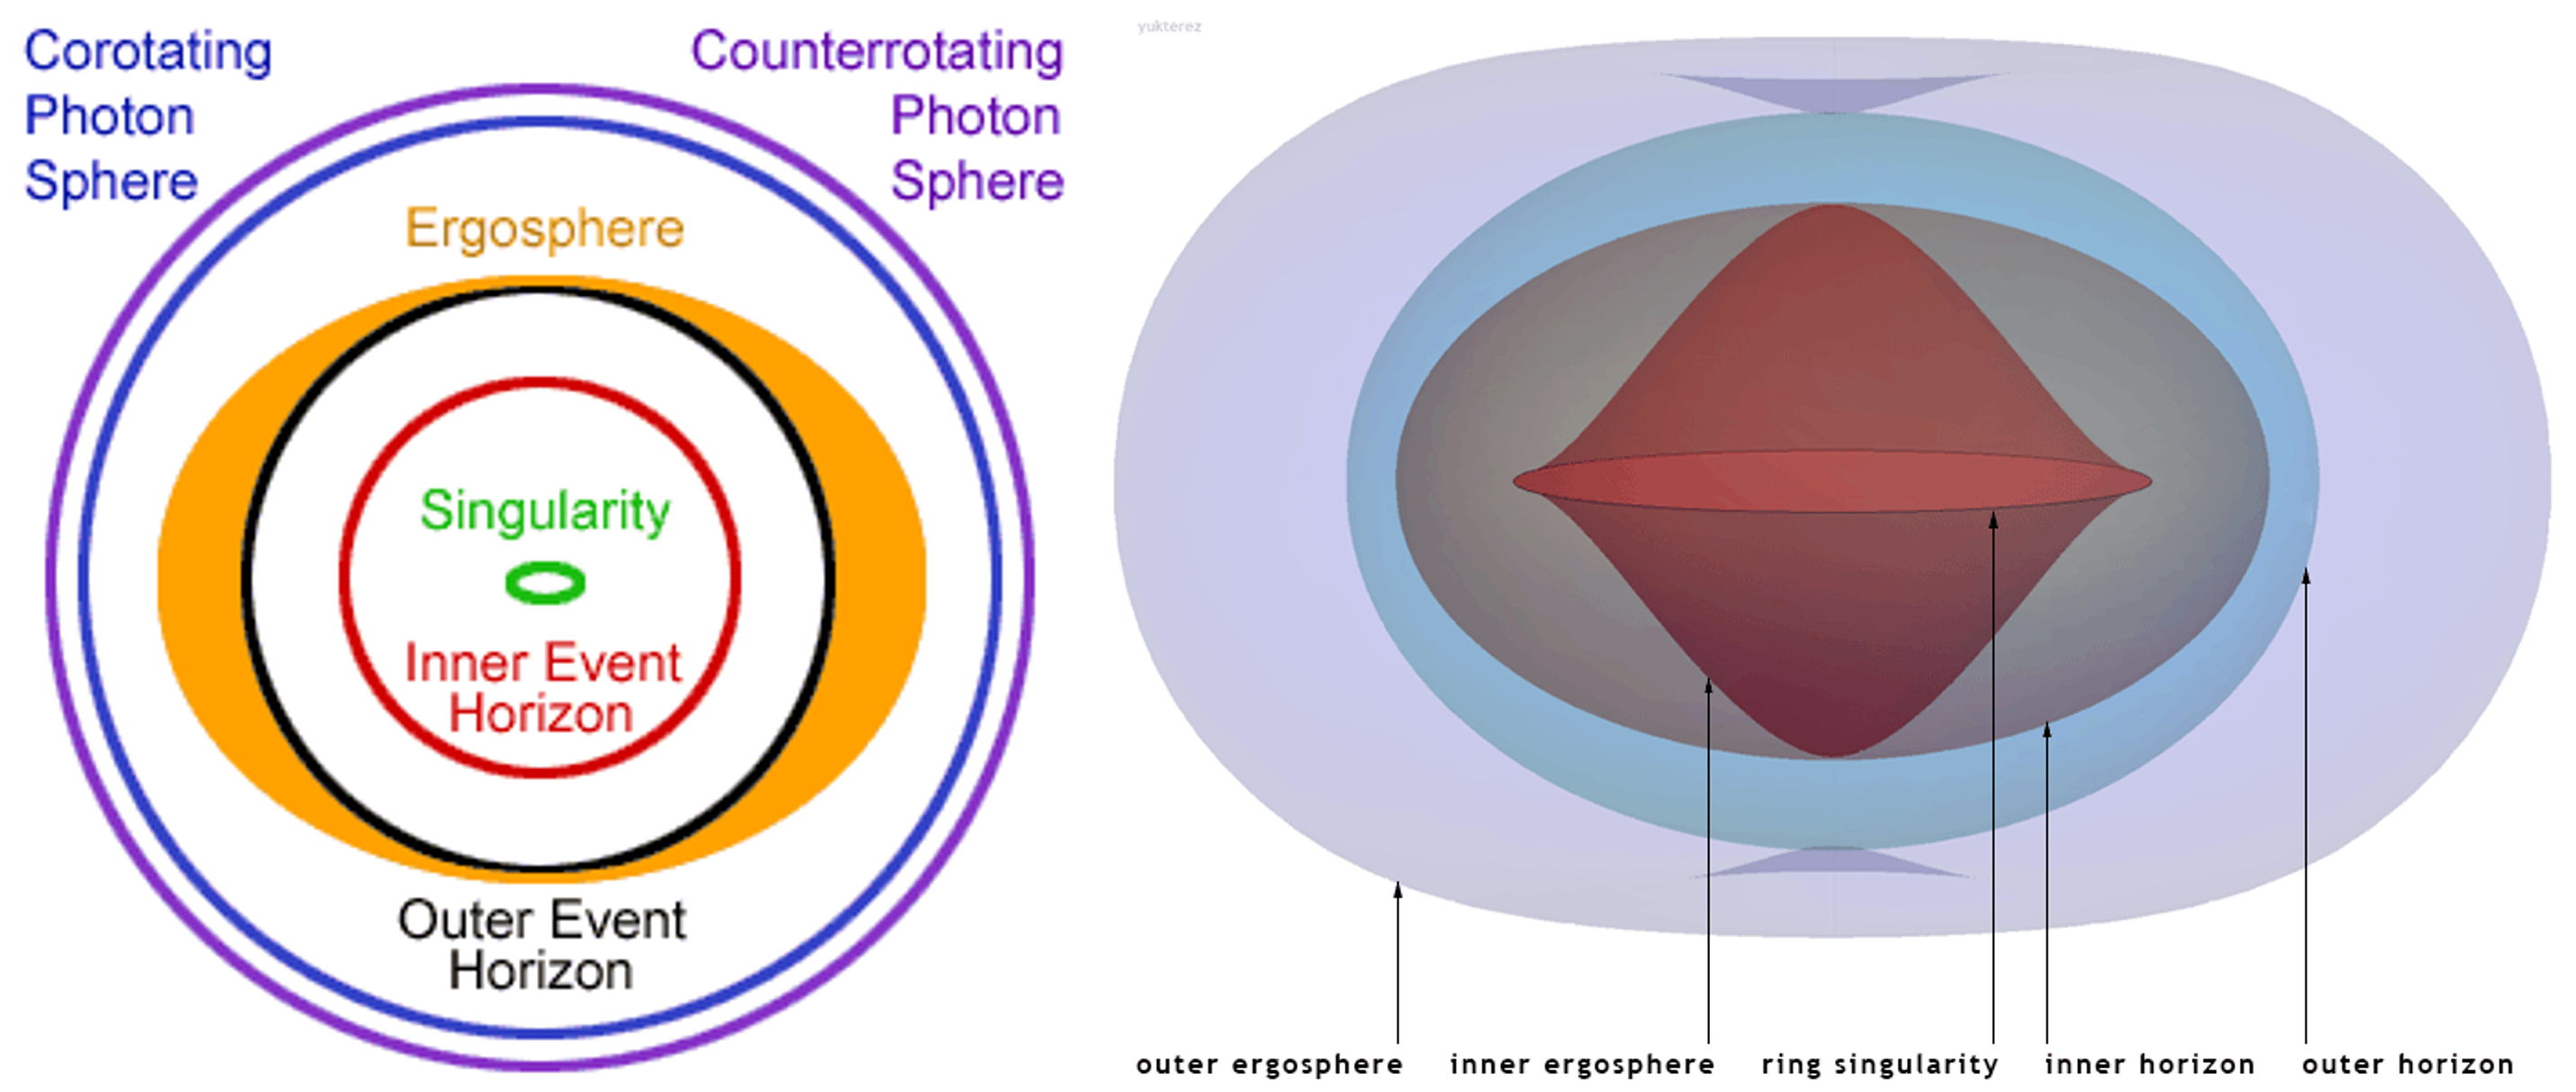 Corotating
Photon
Sphere
Counterrotating
Photon
Sphere
Ergosphere
Singularity
Inner Event
Horizon
Outer Event
Horizon
yukterez
outer ergosphere
inner ergosphere
ring singularity
inner horizon
outer horizon